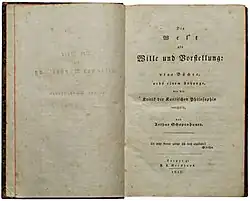 Die
Welt
als
Wille und Vorstellung:
vier Bücher,
nebst einem Anhange,
der die
Kritik der Kantischen Philosophie
enthält,
von
Arthur Schopenhauer.
Göthe.
Leipzig:
F. A. Brockhaus.
1819.